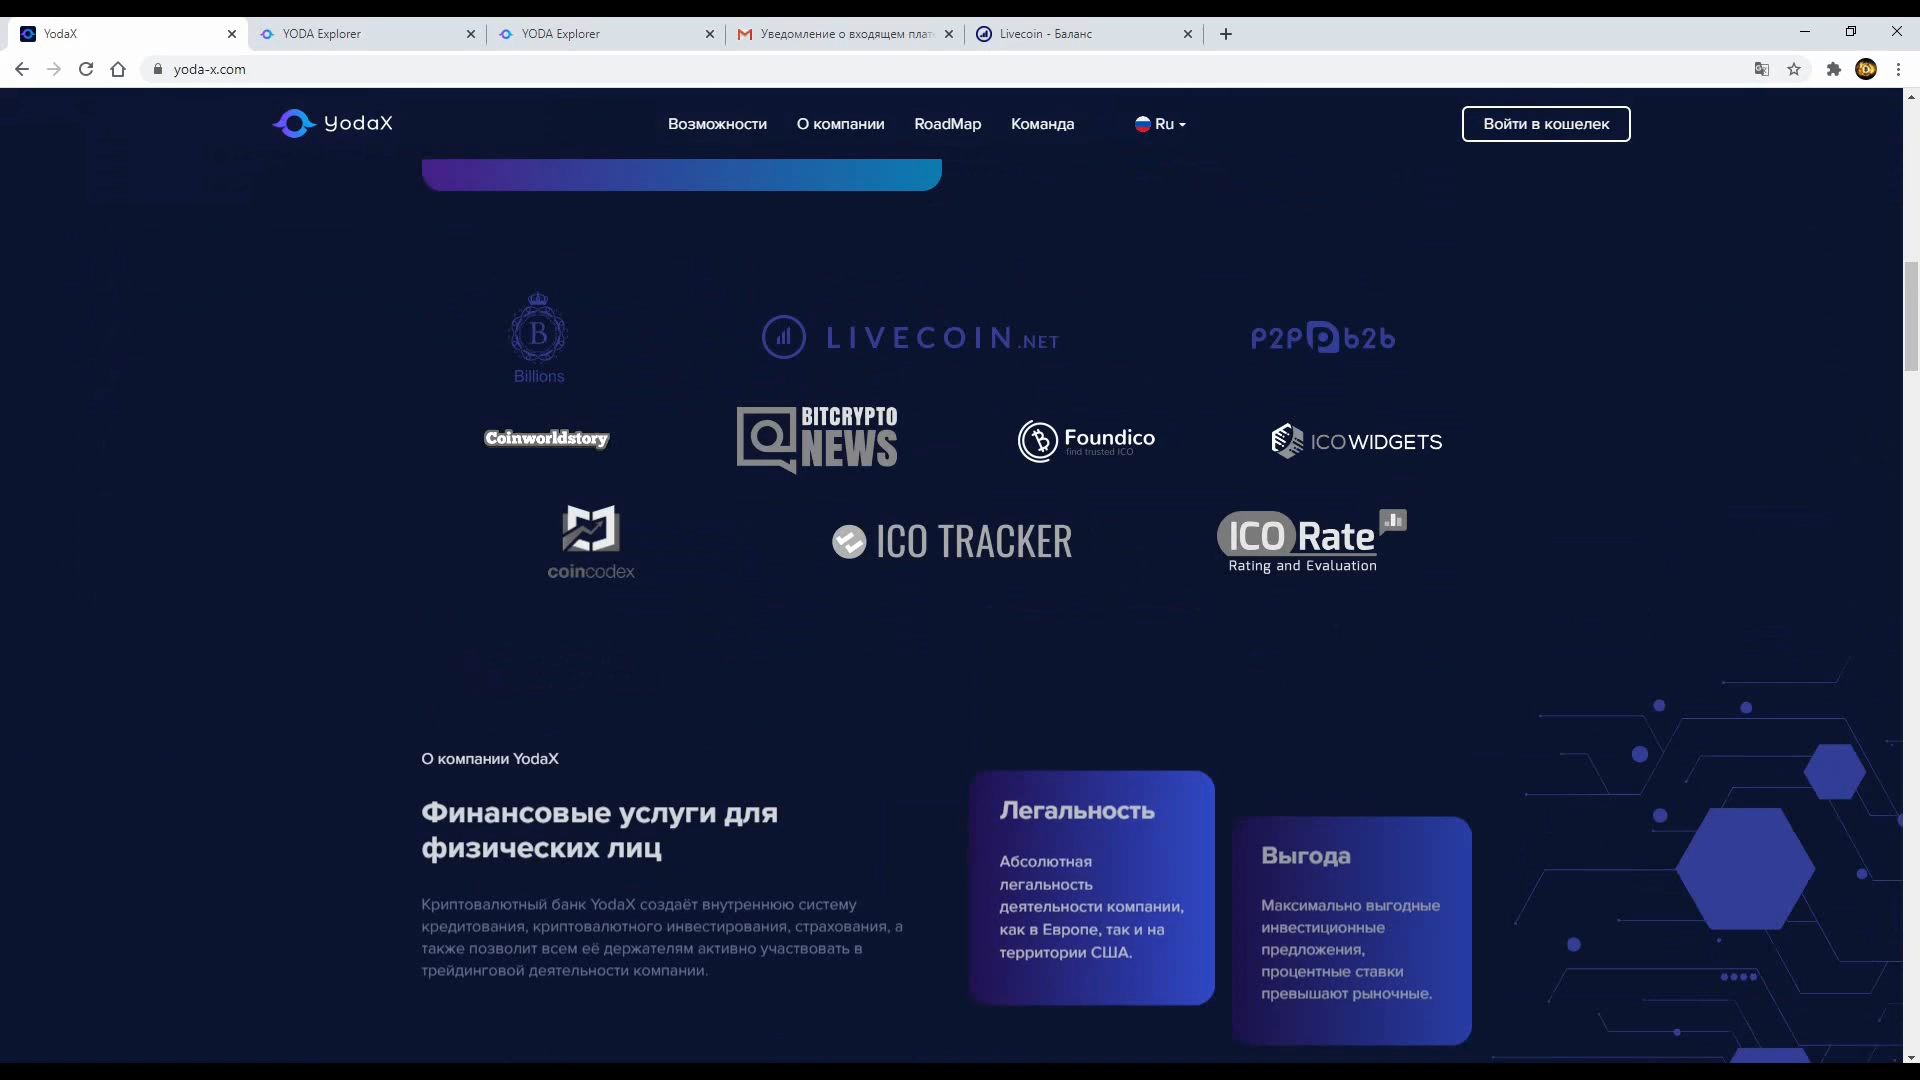 YodaX
YODA Explorer
YODA Explorer
Уведомление о входящем плат
Livecoin - Баланс
yoda-x.com
YodaX
Возможности
О компании
RoadMap
Команда
Ru
Войти в кошелек
B
Billions
LIVECOIN.NET
P2PB2B
Coinworldstory
BITCRYPTO
NEWS
Foundico
find trusted ICO
ICOWIDGETS
coincodex
ICO TRACKER
ICO Rate
Rating and Evaluation
О компании YodaX
Финансовые услуги для
физических лиц
Криптовалютный банк YodaX создаёт внутреннюю систему
кредитования, криптовалютного инвестирования, страхования, а
также позволит всем её держателям активно участвовать в
трейдинговой деятельности компании.
Легальность
Абсолютная
легальность
деятельности компании,
как в Европе, так и на
территории США.
Выгода
Максимально выгодные
инвестиционные
предложения,
процентные ставки
превышают рыночные.